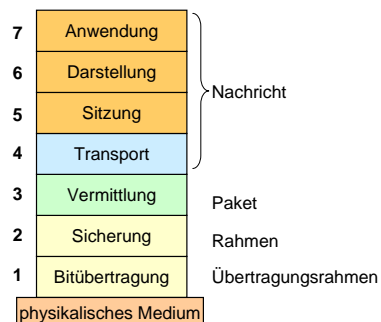 7 Anwendung
6 Darstellung
Nachricht
5 Sitzung
4 Transport
3 Vermittlung Paket
2 Sicherung Rahmen
1 Bitübertragung Übertragungsrahmen
physikalisches Medium